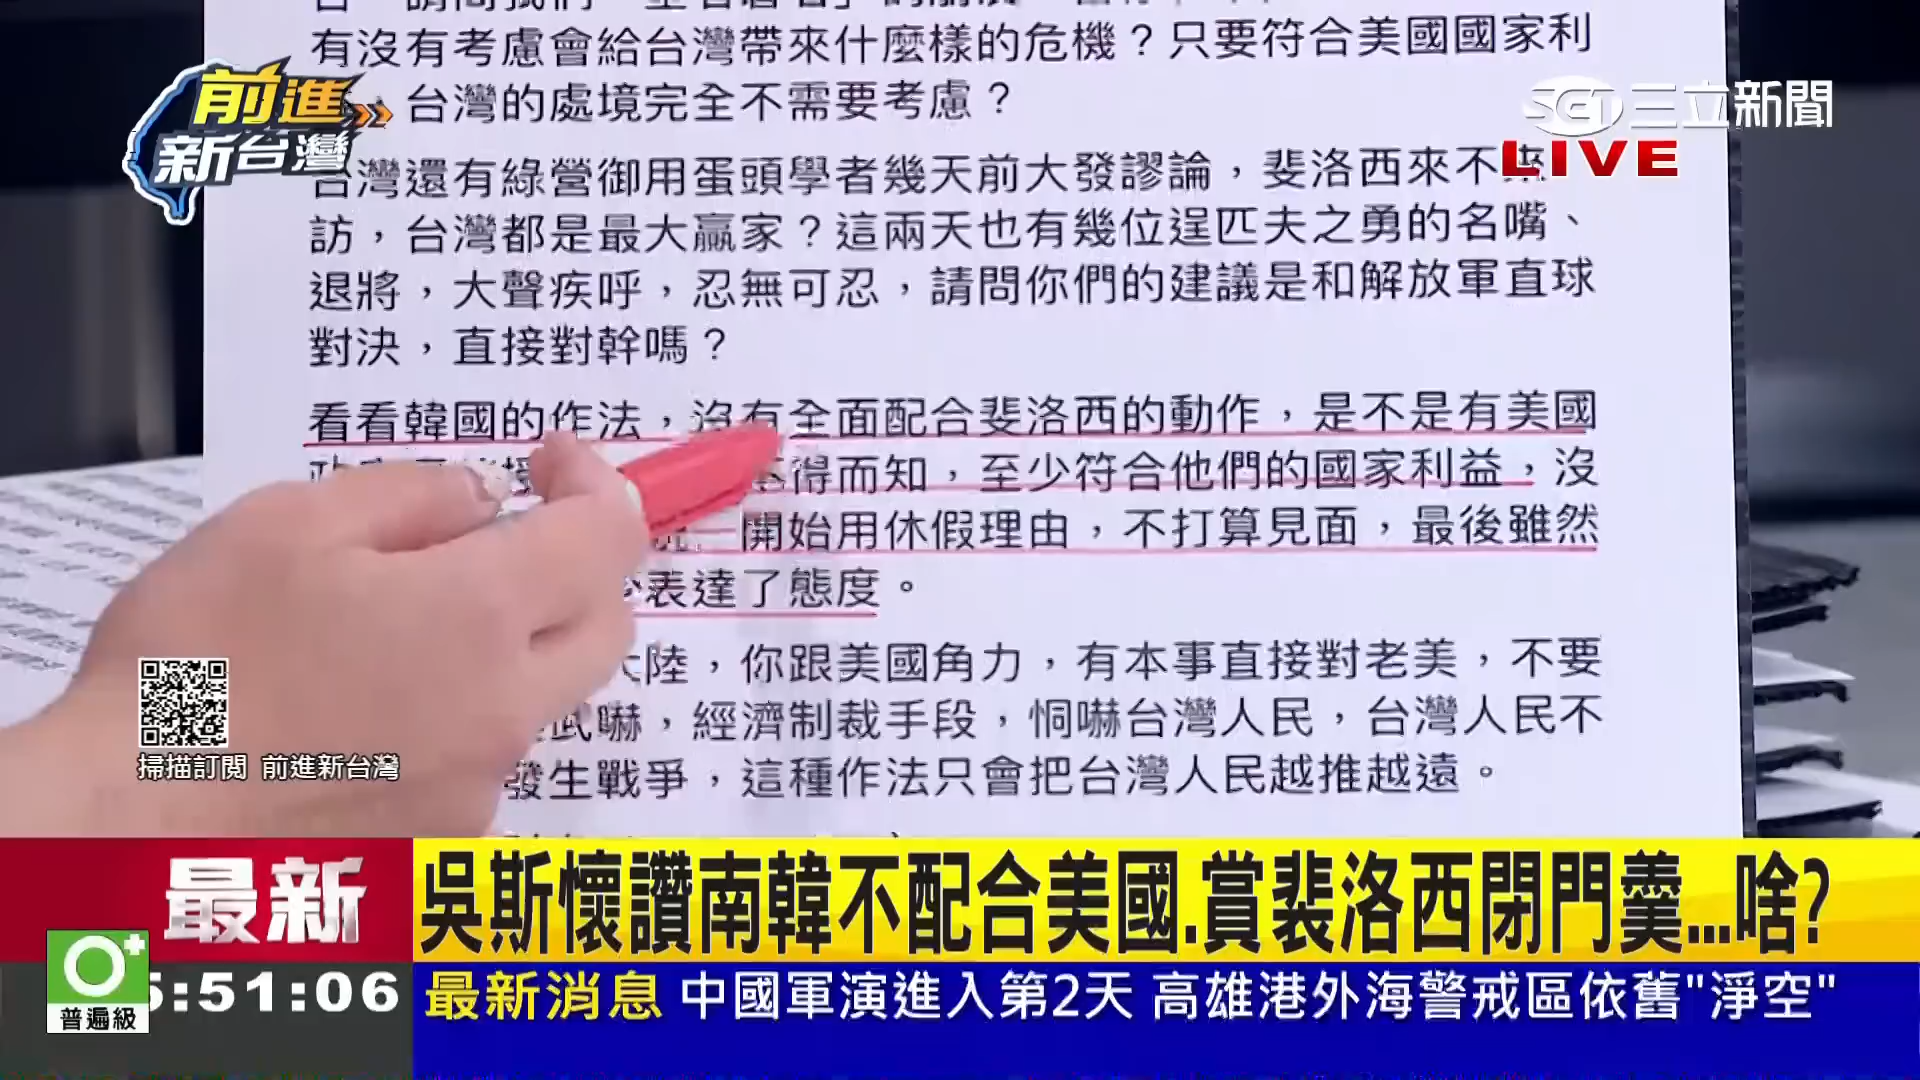 有沒有考慮會給台灣帶來什麼樣的危機？只要符合美國國家利
，台灣的處境完全不需要考慮？
台灣還有綠營御用蛋頭學者幾天前大發謬論，斐洛西來不來
訪，台灣都是最大贏家？這兩天也有幾位逞匹夫之勇的名嘴、
退將，大聲疾呼，忍無可忍，請問你們的建議是和解放軍直球
對決，直接對幹嗎？
看看韓國的作法，沒有全面配合斐洛西的動作，是不是有美國
得而知，至少符合他們的國家利益，沒
一開始用休假理由，不打算見面，最後雖然
表達了態度。
大陸，你跟美國角力，有本事直接對老美，不要
武嚇，經濟制裁手段，恫嚇台灣人民，台灣人民不
發生戰爭，這種作法只會把台灣人民越推越遠。
前進
新台灣
SET三立新聞
LIVE
掃描訂閱 前進新台灣
最新
吳斯懷讚南韓不配合美國.賞裴洛西閉門羹...啥?
普遍級
5:51:06
最新消息 中國軍演進入第2天 高雄港外海警戒區依舊"淨空"